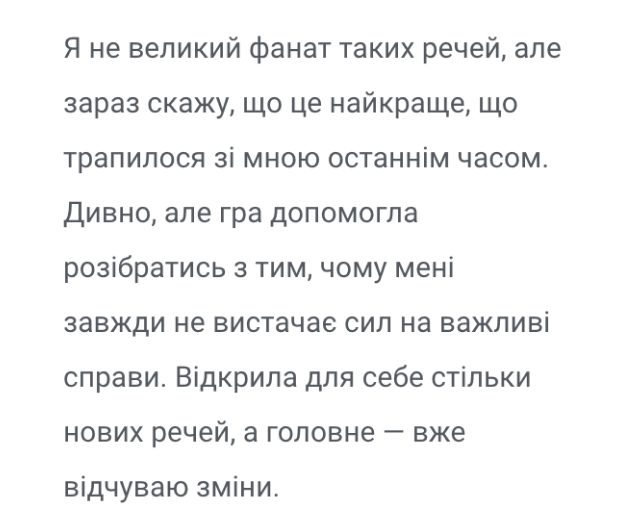 Я не великий фанат таких речей, але
зараз скажу, що це найкраще, що
трапилося зі мною останнім часом.
Дивно, але гра допомогла
розібратись з тим, чому мені
завжди не вистачає сил на важливі
справи. Відкрила для себе стільки
нових речей, а головне — вже
відчуваю зміни.